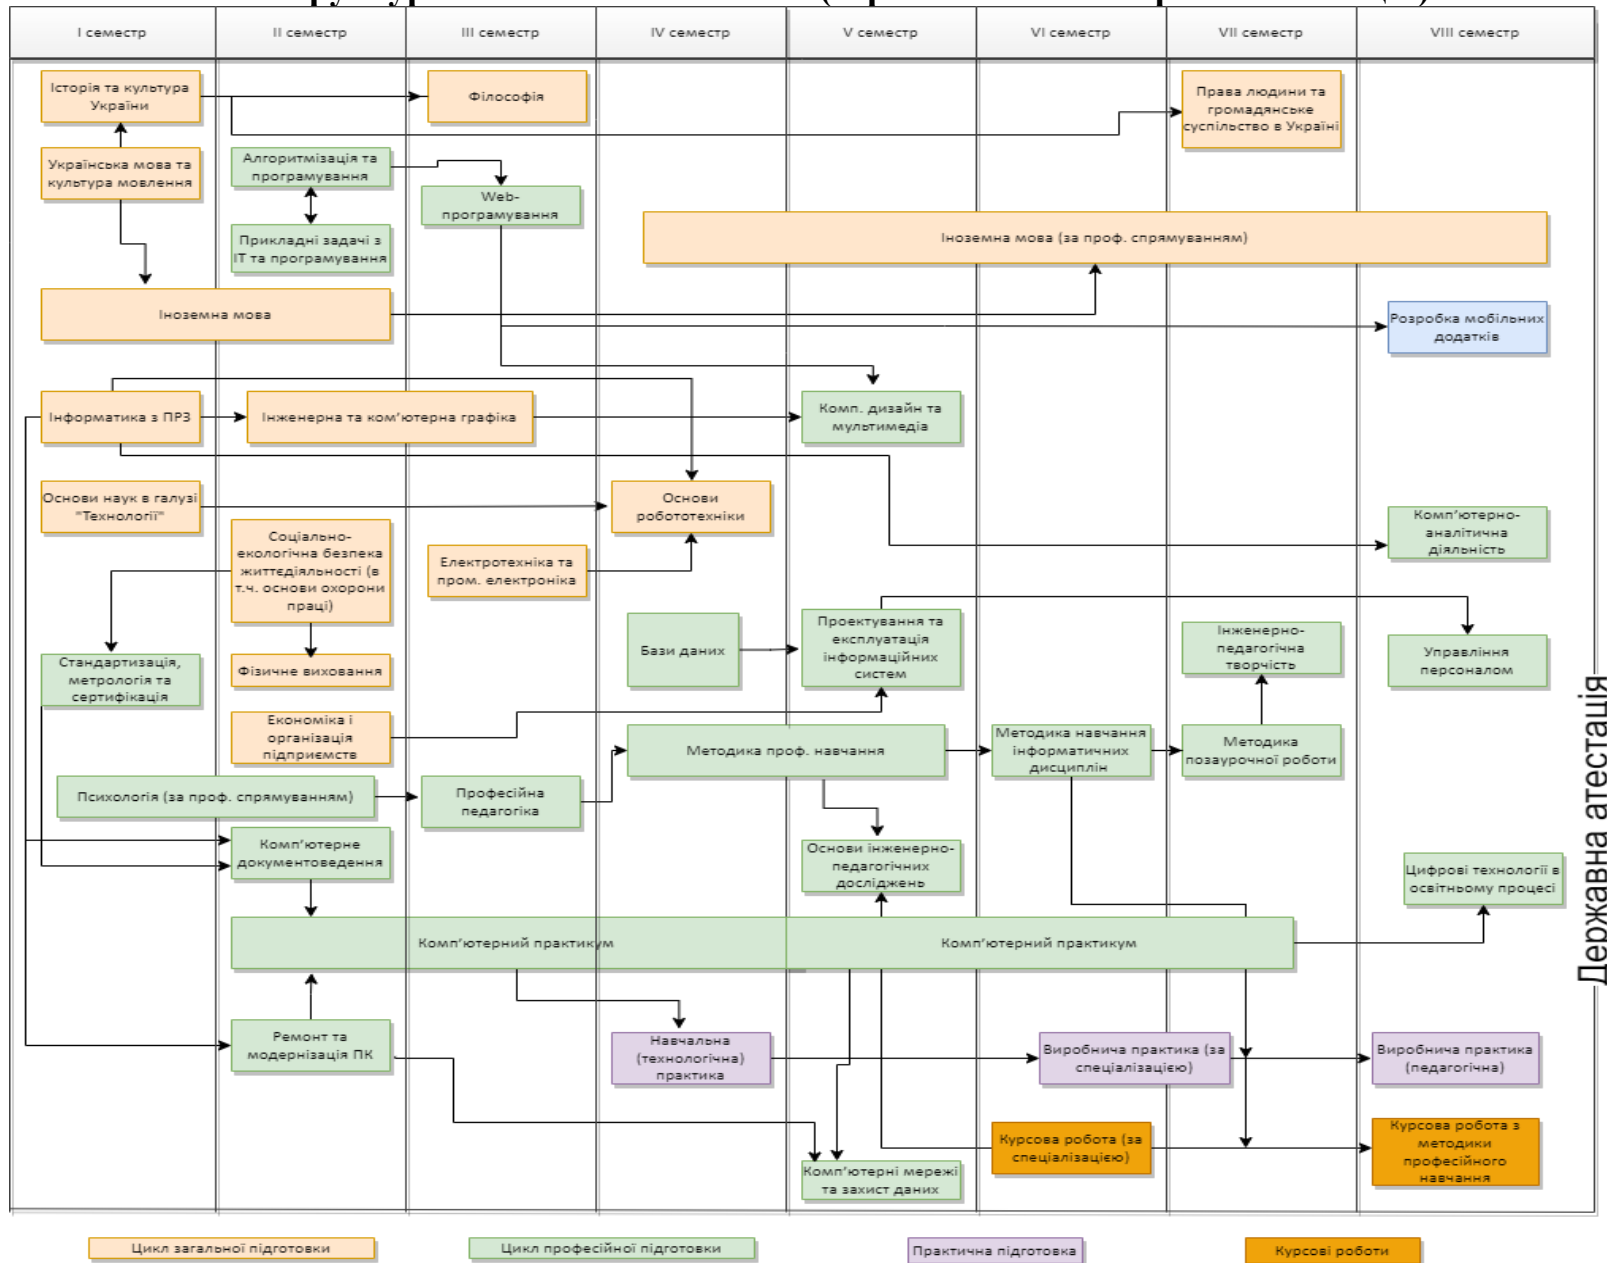 I семестр
II семестр
III семестр
IV семестр
V семестр
VI семестр
VII семестр
VIII семестр
Історія та культура
України
Філософія
Права людини та
громадянське
суспільство в Україні
Українська мова та
культура мовлення
Алгоритмізація та
програмування
Web-
програмування
Прикладні задачі з
ІТ та програмування
Іноземна мова (за проф. спрямуванням)
Іноземна мова
Розробка мобільних
додатків
Інформатика з ПРЗ
Інженерна та ком'ютерна графіка
Комп. дизайн та
мультимедіа
Основи наук в галузі
"Технології"
Основи
робототехніки
Комп'ютерно-
аналітична
діяльність
Соціально-
екологічна безпека
життєдіяльності (в
т.ч. основи охорони
праці)
Електротехніка та
пром. електроніка
Бази даних
Проектування та
експлуатація
інформаційних
систем
Інженерно-
педагогічна
творчість
Управління
персоналом
Стандартизація,
метрологія та
сертифікація
Фізичне виховання
Економіка і
організація
підприємств
Методика проф. навчання
Методика навчання
інформатичних
дисциплін
Методика
позаурочної роботи
Психологія (за проф. спрямуванням)
Професійна
педагогіка
Комп'ютерне
документоведення
Основи інженерно-
педагогічних
досліджень
Цифрові технології в
освітньому процесі
Державна атестація
Комп'ютерний практикум
Комп'ютерний практикум
Ремонт та
модернізація ПК
Навчальна
(технологічна)
практика
Виробнича практика (за
спеціалізацією)
Виробнича практика
(педагогічна)
Курсова робота (за
спеціалізацією)
Курсова робота з
методики
професійного
навчання
Комп'ютерні мережі
та захист даних
Цикл загальної підготовки
Цикл професійної підготовки
Практична підготовка
Курсові роботи